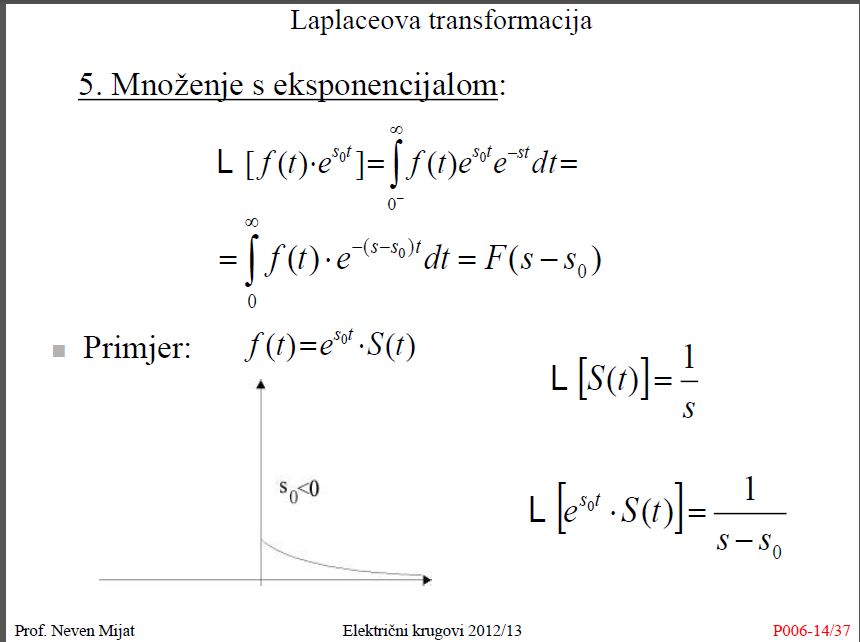 Laplaceova transformacija
5. Množenje s eksponencijalom:
L [f(t)·e^{s₀t}]=∫_{0⁻}^{∞} f(t)e^{s₀t}e^{−st}dt=
=∫_{0}^{∞} f(t)·e^{−(s−s₀)t}dt = F(s−s₀)
Primjer: f(t)=e^{s₀t}·S(t)
L [S(t)]=1/s
s₀<0
L [e^{s₀t}·S(t)]=1/(s−s₀)
Prof. Neven Mijat Električni krugovi 2012/13 P006-14/37